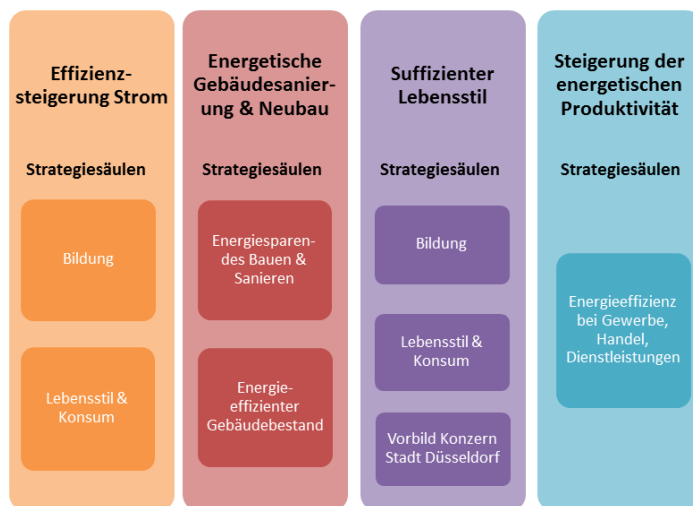 Effizienz-
steigerung Strom
Strategiesäulen
Bildung
Lebensstil &
Konsum
Energetische
Gebäudesanier-
ung & Neubau
Strategiesäulen
Energiesparen-
des Bauen &
Sanieren
Energie-
effizienter
Gebäudebestand
Suffizienter
Lebensstil
Strategiesäulen
Bildung
Lebensstil &
Konsum
Vorbild Konzern
Stadt Düsseldorf
Steigerung der
energetischen
Produktivität
Strategiesäulen
Energieeffizienz
bei Gewerbe,
Handel,
Dienstleistungen